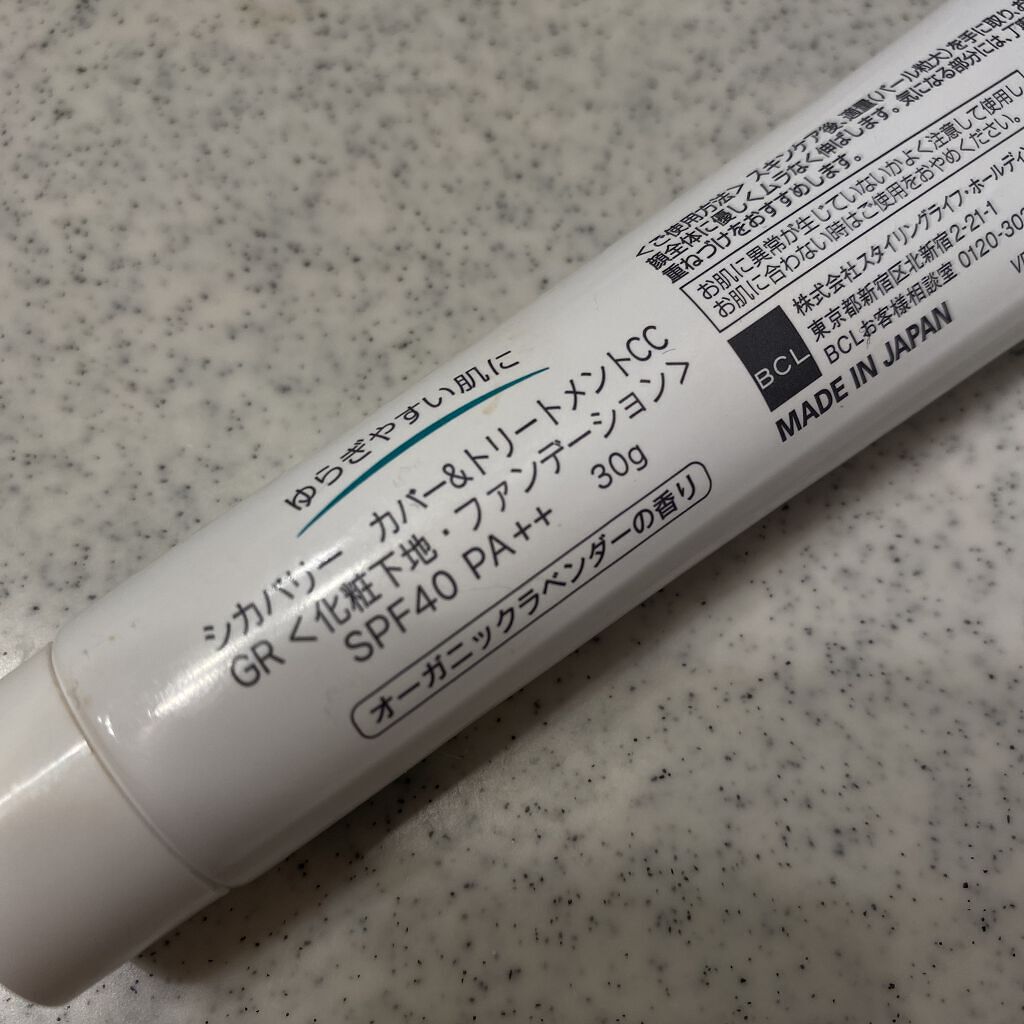 ゆらぎやすい肌に
シカバリー カバー&トリートメントCC
GR <化粧下地・ファンデーション>
SPF40 PA++ 30g
オーガニックラベンダーの香り
<ご使用方法> スキンケア後、適量(パール粒大)を手に取り、
顔全体に優しくムラなく伸ばします。気になる部分には、
重ねづけをおすすめします。
お肌に異常が生じていないかよく注意して使用し
お肌に合わない時はご使用をおやめください。
BCL
株式会社スタイリングライフ・ホールディン
東京都新宿区北新宿2-21-1
BCLお客様相談室 0120-30
MADE IN JAPAN